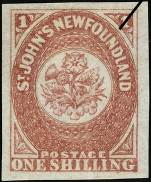 1/
ST. JOHN'S NEWFOUNDLAND
POSTAGE
ONE SHILLING